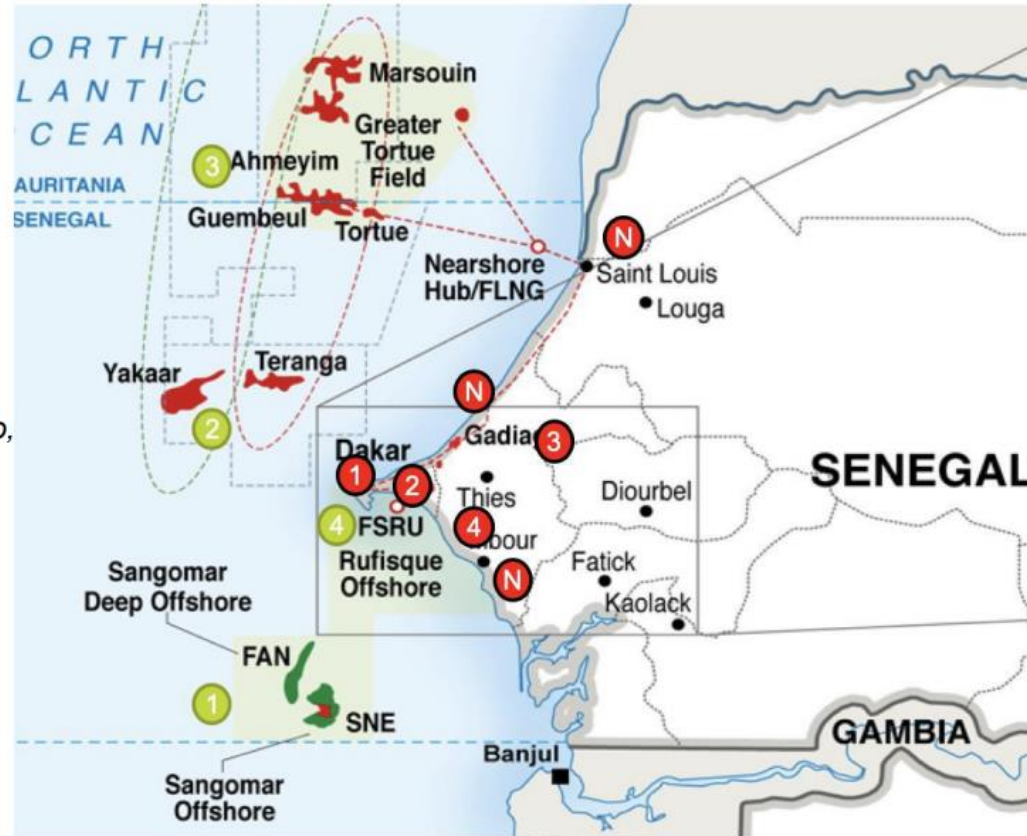 ORTH
LANTIC
CEAN
Marsouin
Greater
Tortue
Field
3
Ahmeyim
AURITANIA
SENEGAL
Guembeul
Tortue
Nearshore
Hub/FLNG
N
Saint Louis
Louga
Yakaar
Teranga
2
N
o,
Gadia
3
Dakar
1
2
Thies
Diourbel
SENEGAL
4
FSRU
4
bour
Rufisque
Offshore
N
Fatick
Kaolack
Sangomar
Deep Offshore
FAN
1
SNE
GAMBIA
Banjul
Sangomar
Offshore